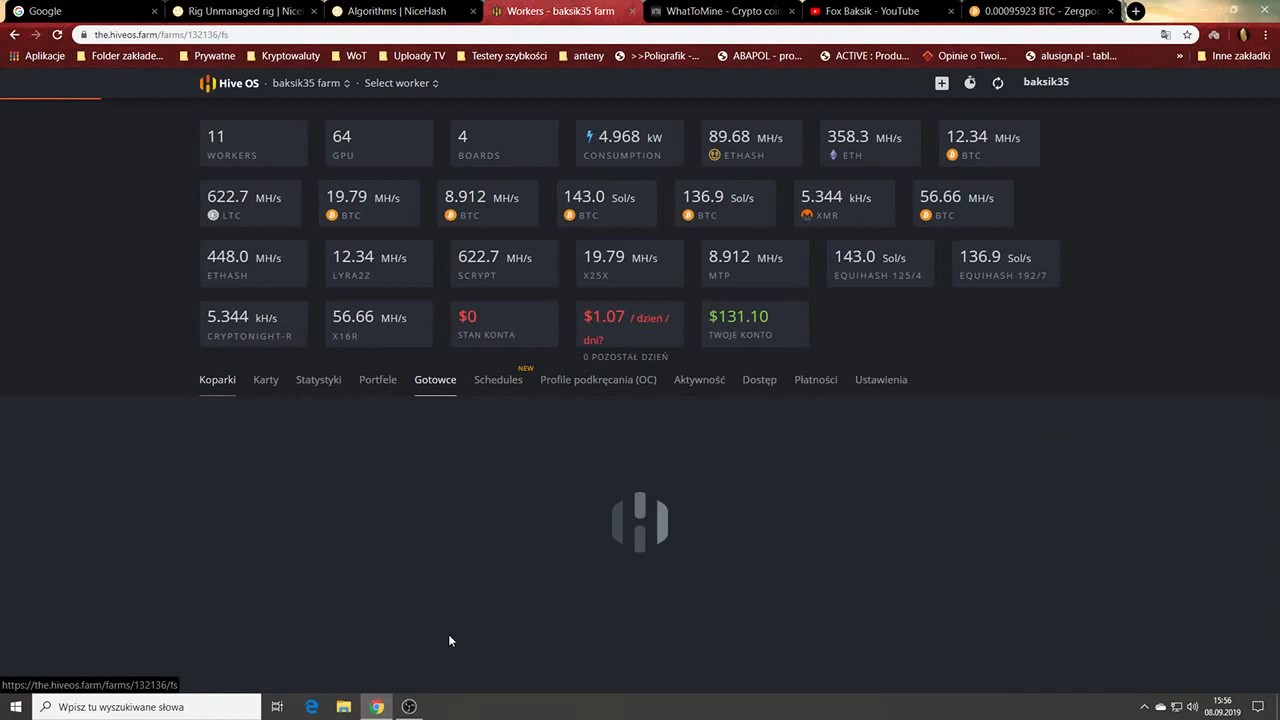 Google
Rig Unmanaged rig | NiceH
Algorithms | NiceHash
Workers - baksik35 farm
WhatToMine - Crypto coin
Fox Baksik - YouTube
0.00095923 BTC - Zergpoo
the.hiveos.farm/farms/132136/fs
Aplikacje
Folder zakłade...
Prywatne
Kryptowaluty
WoT
Uploady TV
Testery szybkości
anteny
>>Poligrafik -...
ABAPOL - pro...
ACTIVE : Produ...
Opinie o Twoi...
alusign.pl - tabl...
»
Inne zakładki
Hive OS · baksik35 farm Select worker
baksik35
11
WORKERS
64
GPU
4
BOARDS
4.968 kW
CONSUMPTION
89.68 MH/s
ETHASH
358.3 MH/s
ETH
12.34 MH/s
BTC
622.7 MH/s
LTC
19.79 MH/s
BTC
8.912 MH/s
BTC
143.0 Sol/s
BTC
136.9 Sol/s
BTC
5.344 kH/s
XMR
56.66 MH/s
BTC
448.0 MH/s
ETHASH
12.34 MH/s
LYRA2Z
622.7 MH/s
SCRYPT
19.79 MH/s
X25X
8.912 MH/s
MTP
143.0 Sol/s
EQUIHASH 125/4
136.9 Sol/s
EQUIHASH 192/7
5.344 kH/s
CRYPTONIGHT-R
56.66 MH/s
X16R
$0
STAN KONTA
$1.07 / dzień /
dni?
0 POZOSTAŁ DZIEŃ
$131.10
TWOJE KONTO
NEW
Koparki Karty Statystyki Portfele Gotowce Schedules Profile podkręcania (OC) Aktywność Dostęp Płatności Ustawienia
https://the.hiveos.farm/farms/132136/fs
Wpisz tu wyszukiwane słowa
15:56
08.09.2019